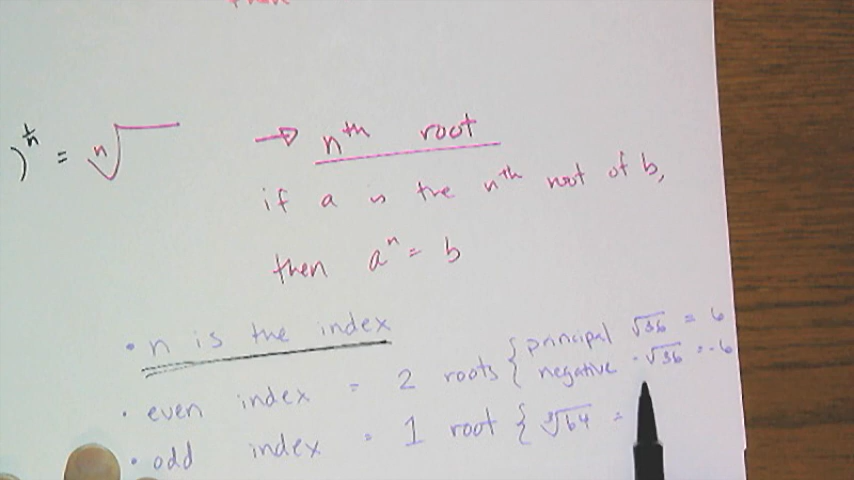 )^{1/n} = ⁿ√
→ nᵗʰ root
if a is the nᵗʰ root of b,
then aⁿ = b
• n is the index
• even index = 2 roots { principal √36 = 6
negative -√36 = -6
• odd index = 1 root { ³√64 =